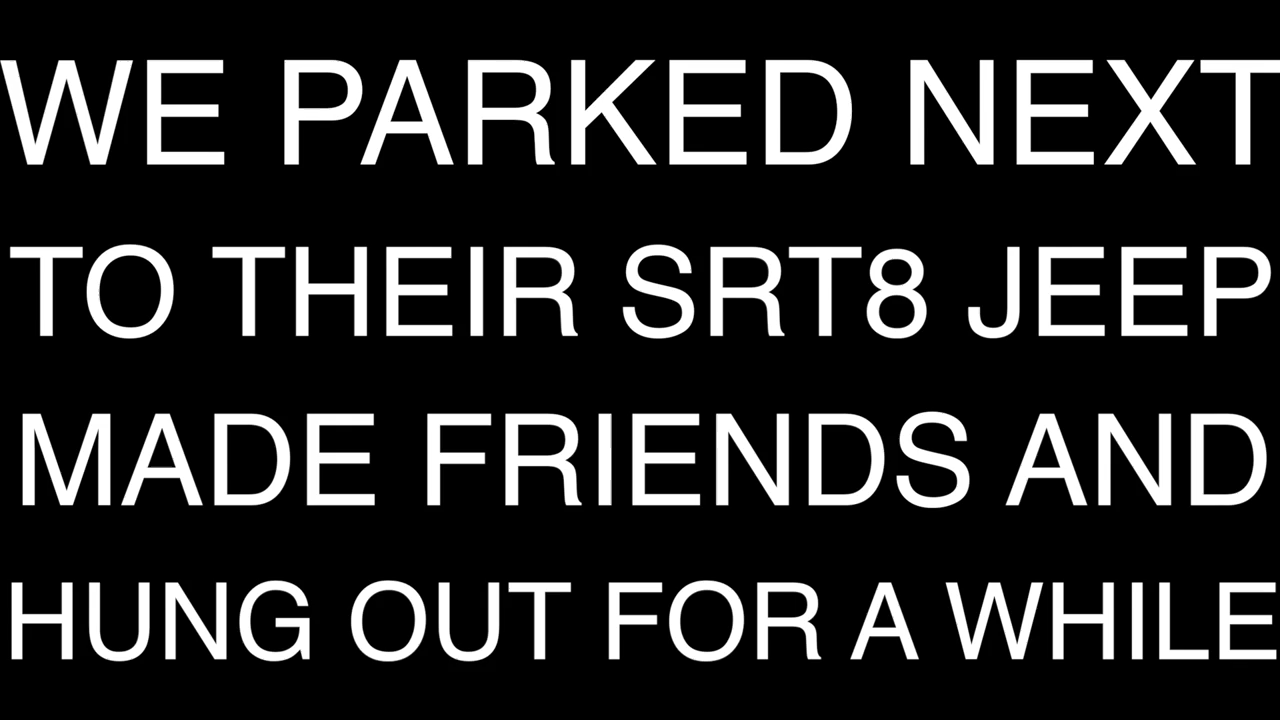 WE PARKED NEXT
TO THEIR SRT8 JEEP
MADE FRIENDS AND
HUNG OUT FOR A WHILE